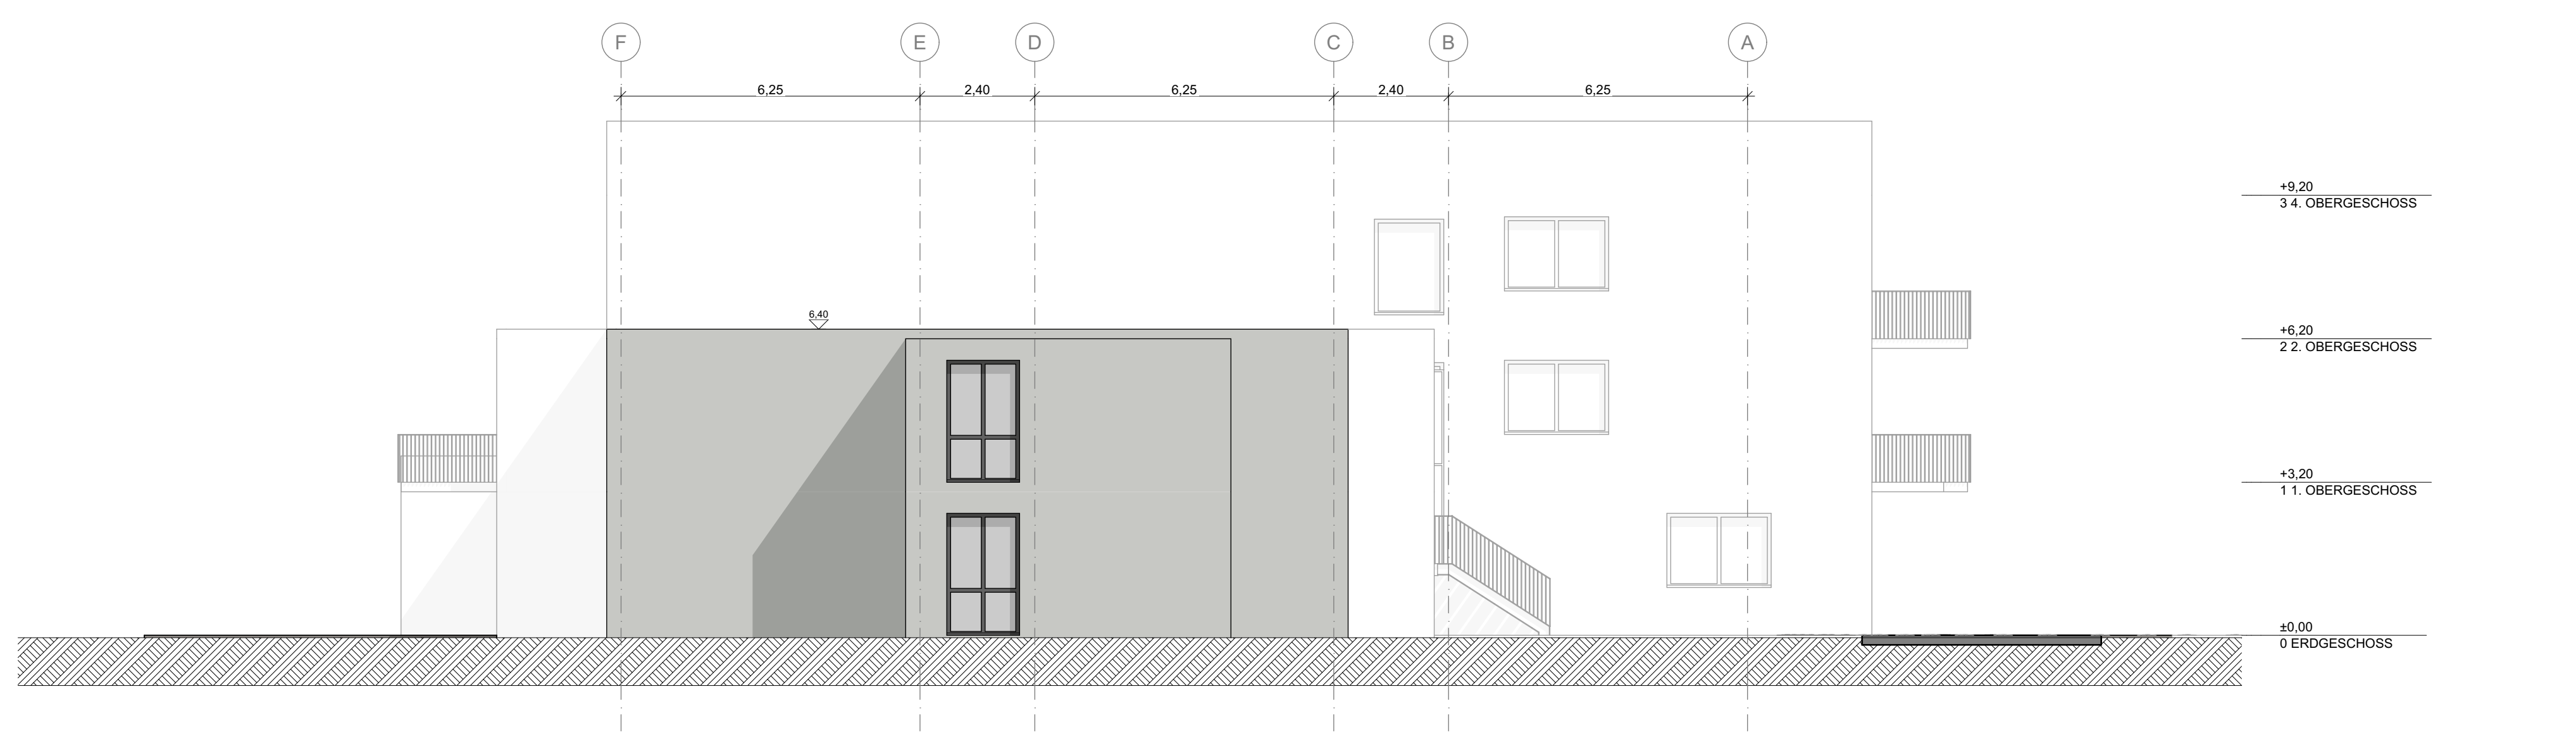 F E D C B A
6,25 2,40 6,25 2,40 6,25
+9,20
3 4. OBERGESCHOSS
6,40
+6,20
2 2. OBERGESCHOSS
+3,20
1 1. OBERGESCHOSS
±0,00
0 ERDGESCHOSS